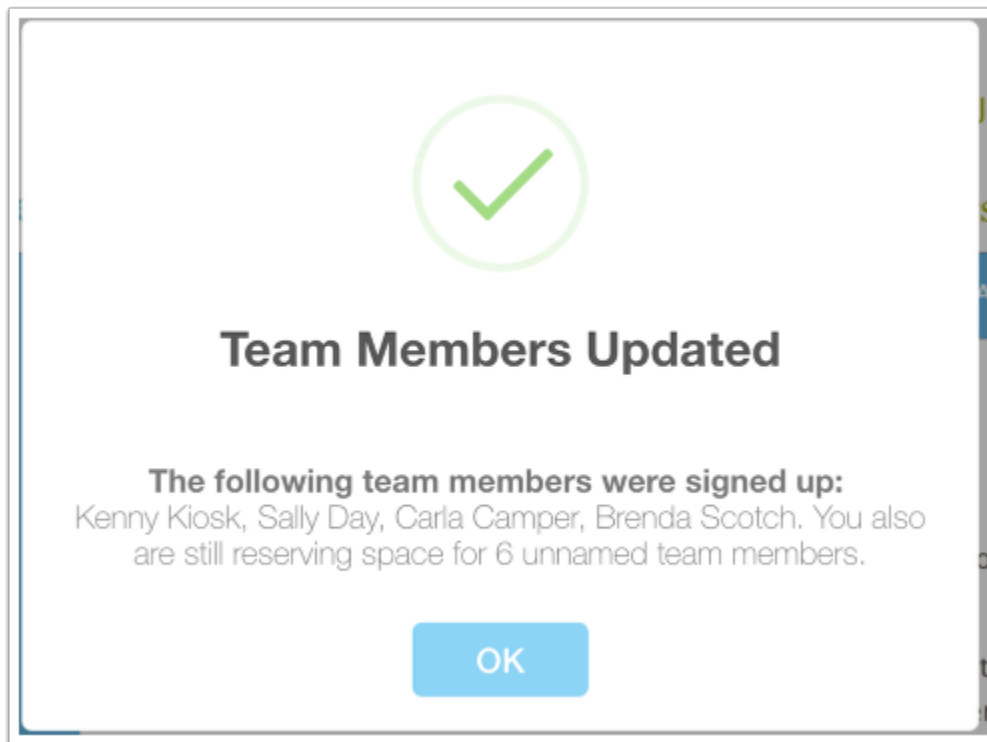 Team Members Updated
The following team members were signed up:
Kenny Kiosk, Sally Day, Carla Camper, Brenda Scotch. You also
are still reserving space for 6 unnamed team members.
OK